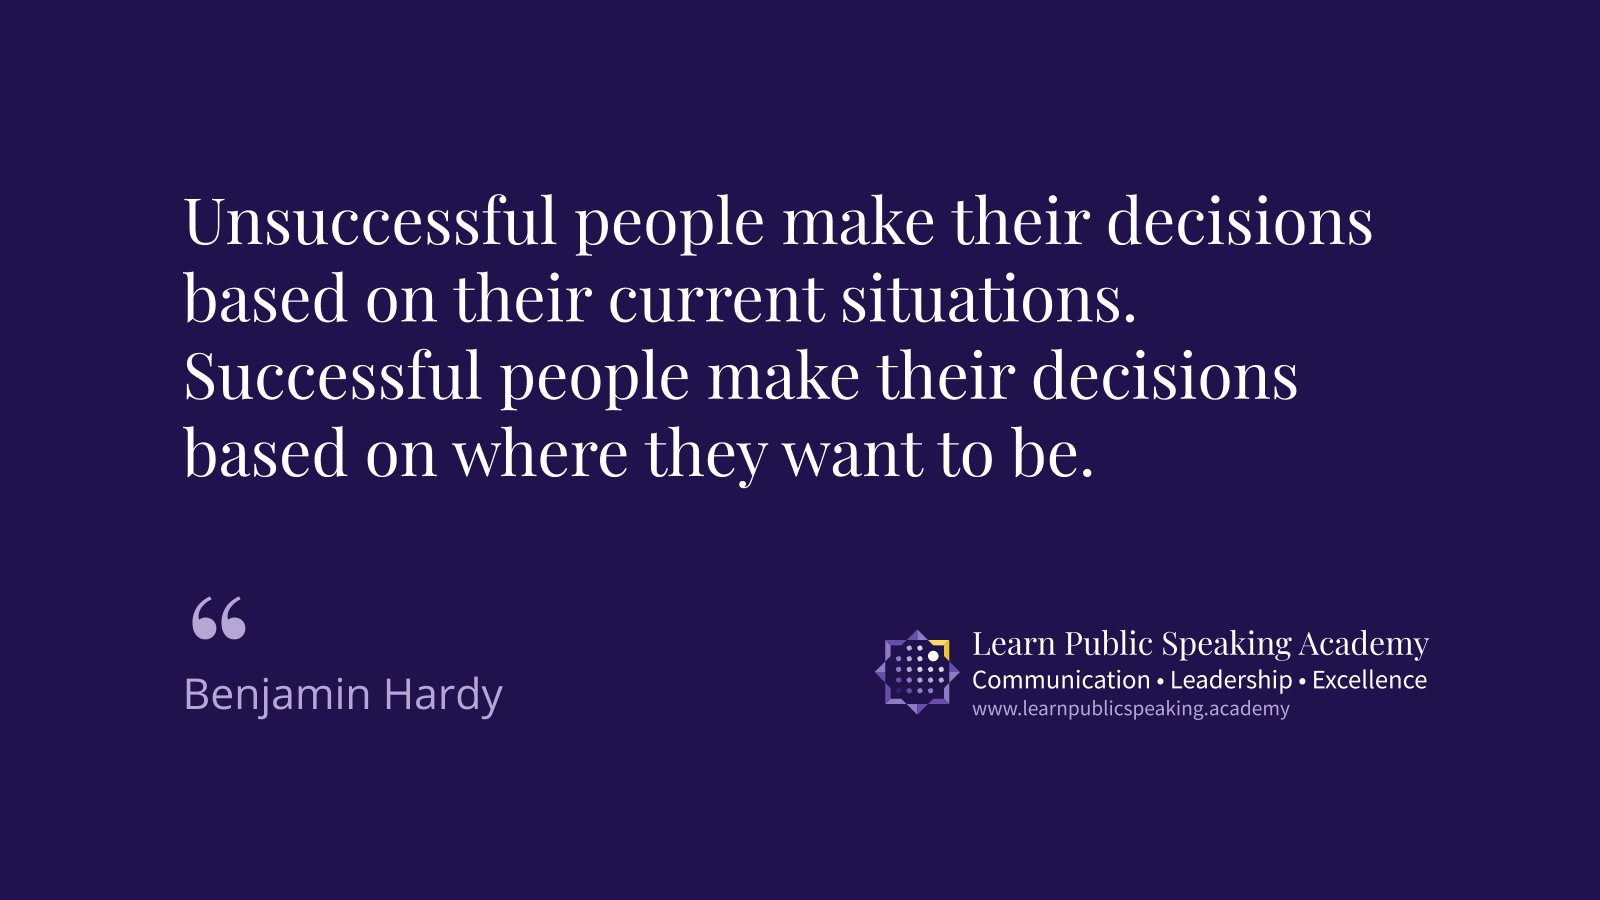 Unsuccessful people make their decisions
based on their current situations.
Successful people make their decisions
based on where they want to be.
“
Benjamin Hardy
Learn Public Speaking Academy
Communication • Leadership • Excellence
www.learnpublicspeaking.academy